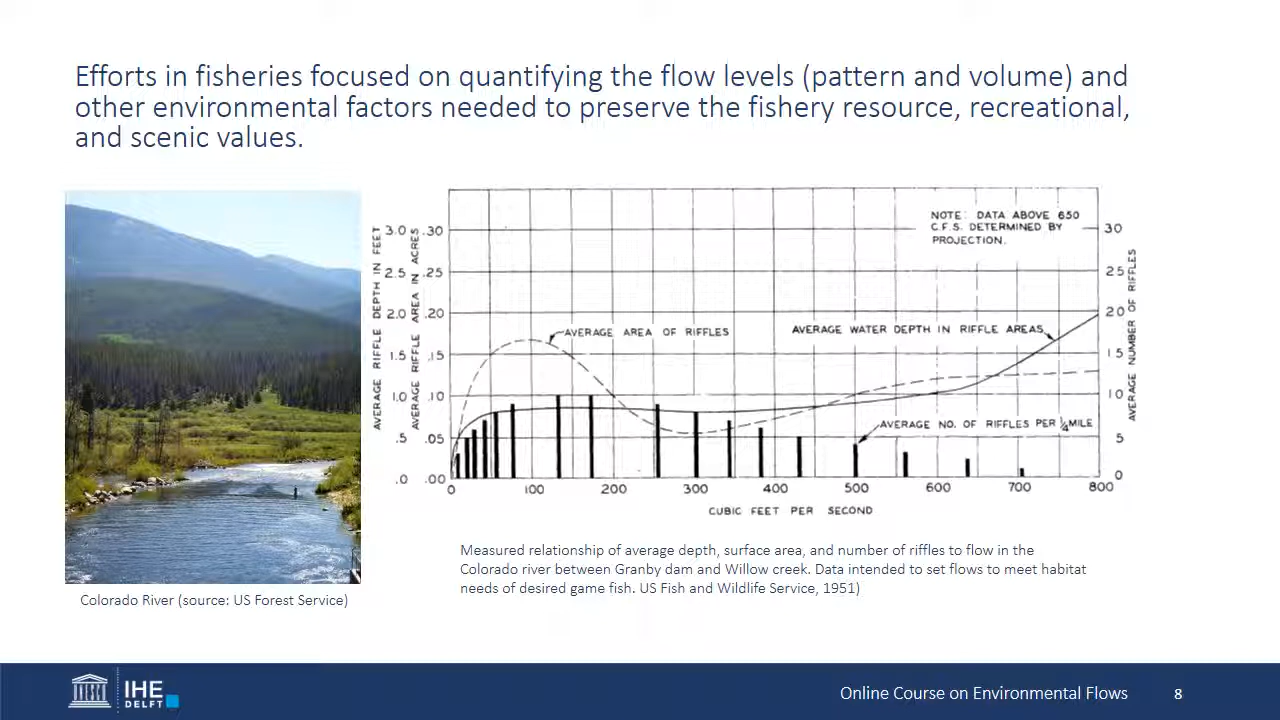 Efforts in fisheries focused on quantifying the flow levels (pattern and volume) and
other environmental factors needed to preserve the fishery resource, recreational,
and scenic values.
NOTE: DATA ABOVE 650
C.F.S. DETERMINED BY
PROJECTION.
AVERAGE RIFFLE DEPTH IN FEET
3.0
2.5
2.0
1.5
1.0
.5
.0
AVERAGE RIFFLE AREA IN ACRES
.30
.25
.20
.15
.10
.05
.00
AVERAGE AREA OF RIFFLES
AVERAGE WATER DEPTH IN RIFFLE AREAS
AVERAGE NO. OF RIFFLES PER ¼ MILE
30
25
20
15
10
5
0
AVERAGE NUMBER OF RIFFLES
0 100 200 300 400 500 600 700 800
CUBIC FEET PER SECOND
Measured relationship of average depth, surface area, and number of riffles to flow in the
Colorado river between Granby dam and Willow creek. Data intended to set flows to meet habitat
needs of desired game fish. US Fish and Wildlife Service, 1951)
Colorado River (source: US Forest Service)
UNESCO
IHE
DELFT
Online Course on Environmental Flows
8